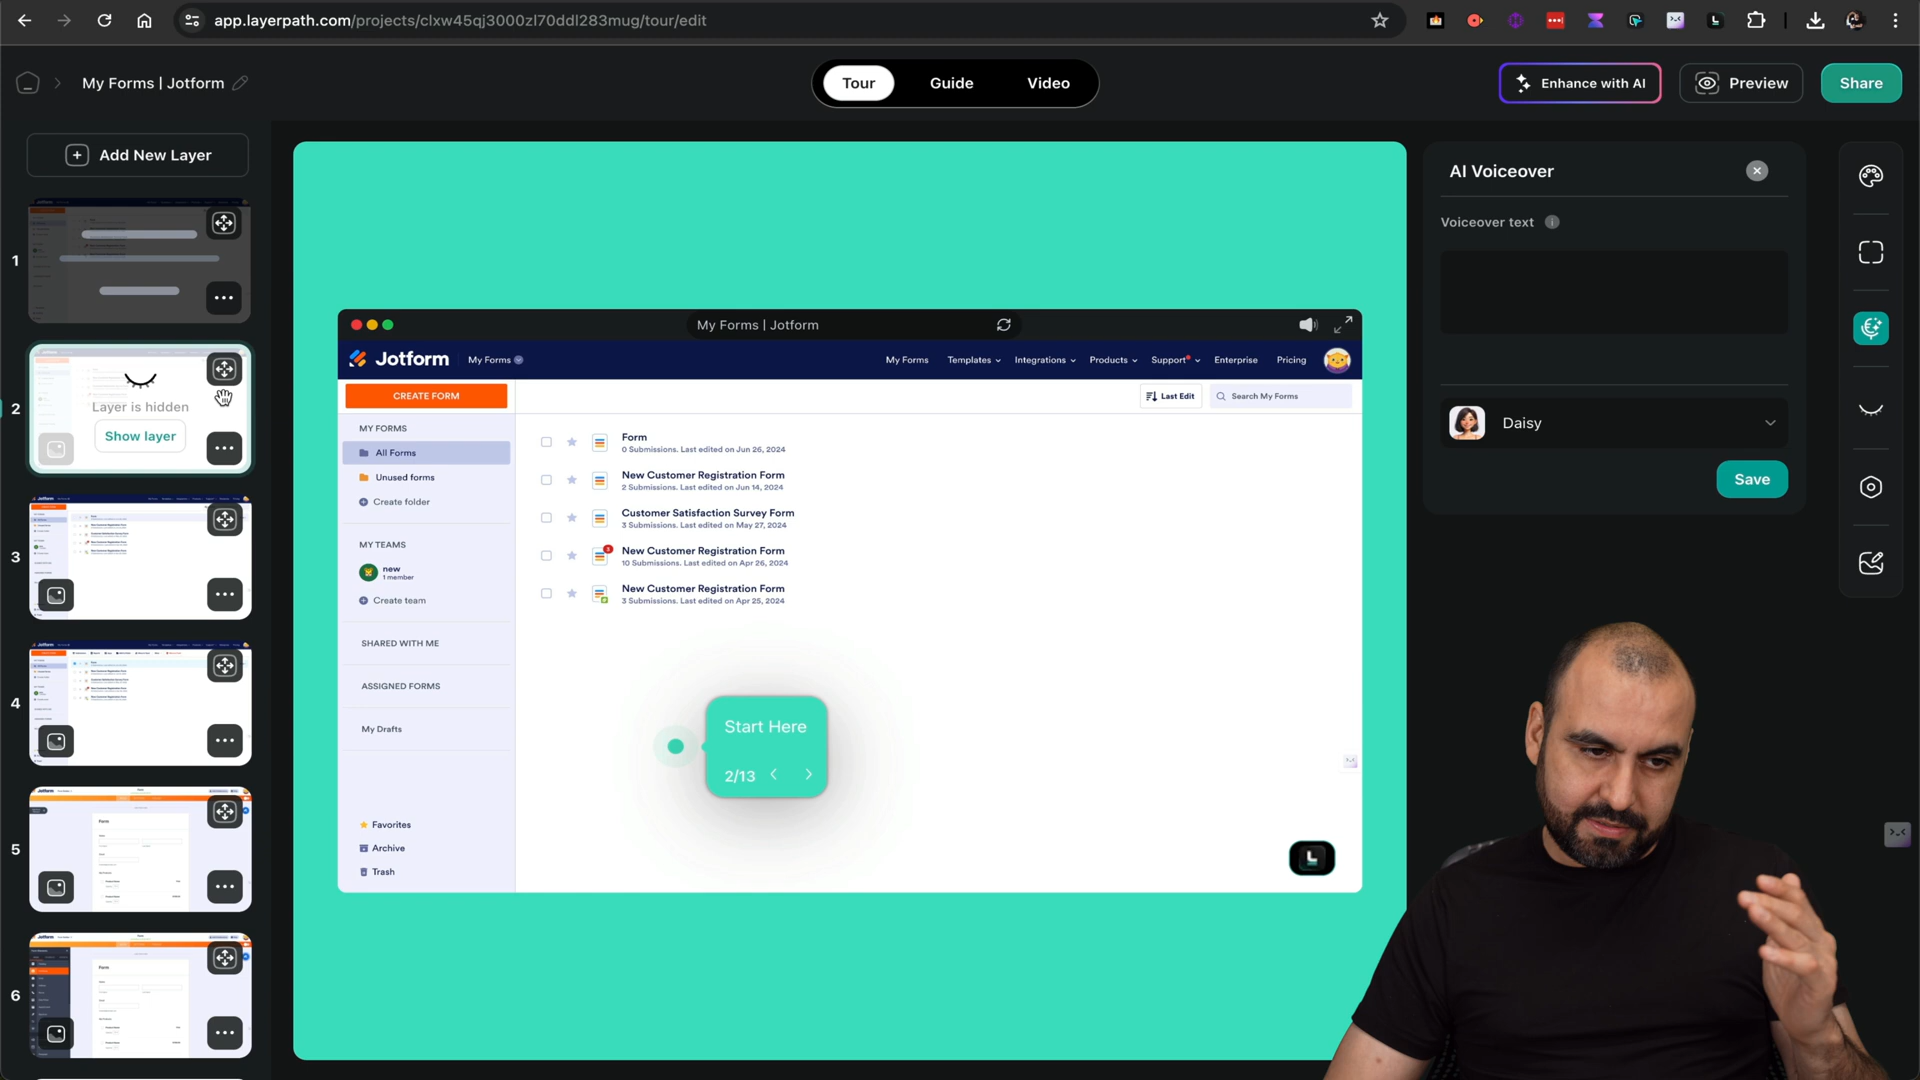 app.layerpath.com/projects/clxw45qj3000zl70ddl283mug/tour/edit
My Forms | Jotform
Tour
Guide
Video
Enhance with AI
Preview
Share
Add New Layer
1
2
Layer is hidden
Show layer
3
4
5
6
My Forms | Jotform
Jotform
My Forms
My Forms
Templates
Integrations
Products
Support
Enterprise
Pricing
CREATE FORM
Last Edit
Search My Forms
MY FORMS
All Forms
Unused forms
Create folder
MY TEAMS
new
1 member
Create team
SHARED WITH ME
ASSIGNED FORMS
My Drafts
Favorites
Archive
Trash
Form
0 Submissions. Last edited on Jun 26, 2024
New Customer Registration Form
2 Submissions. Last edited on Jun 14, 2024
Customer Satisfaction Survey Form
3 Submissions. Last edited on May 27, 2024
3
New Customer Registration Form
10 Submissions. Last edited on Apr 26, 2024
New Customer Registration Form
3 Submissions. Last edited on Apr 25, 2024
Start Here
2/13
L
AI Voiceover
Voiceover text
Daisy
Save